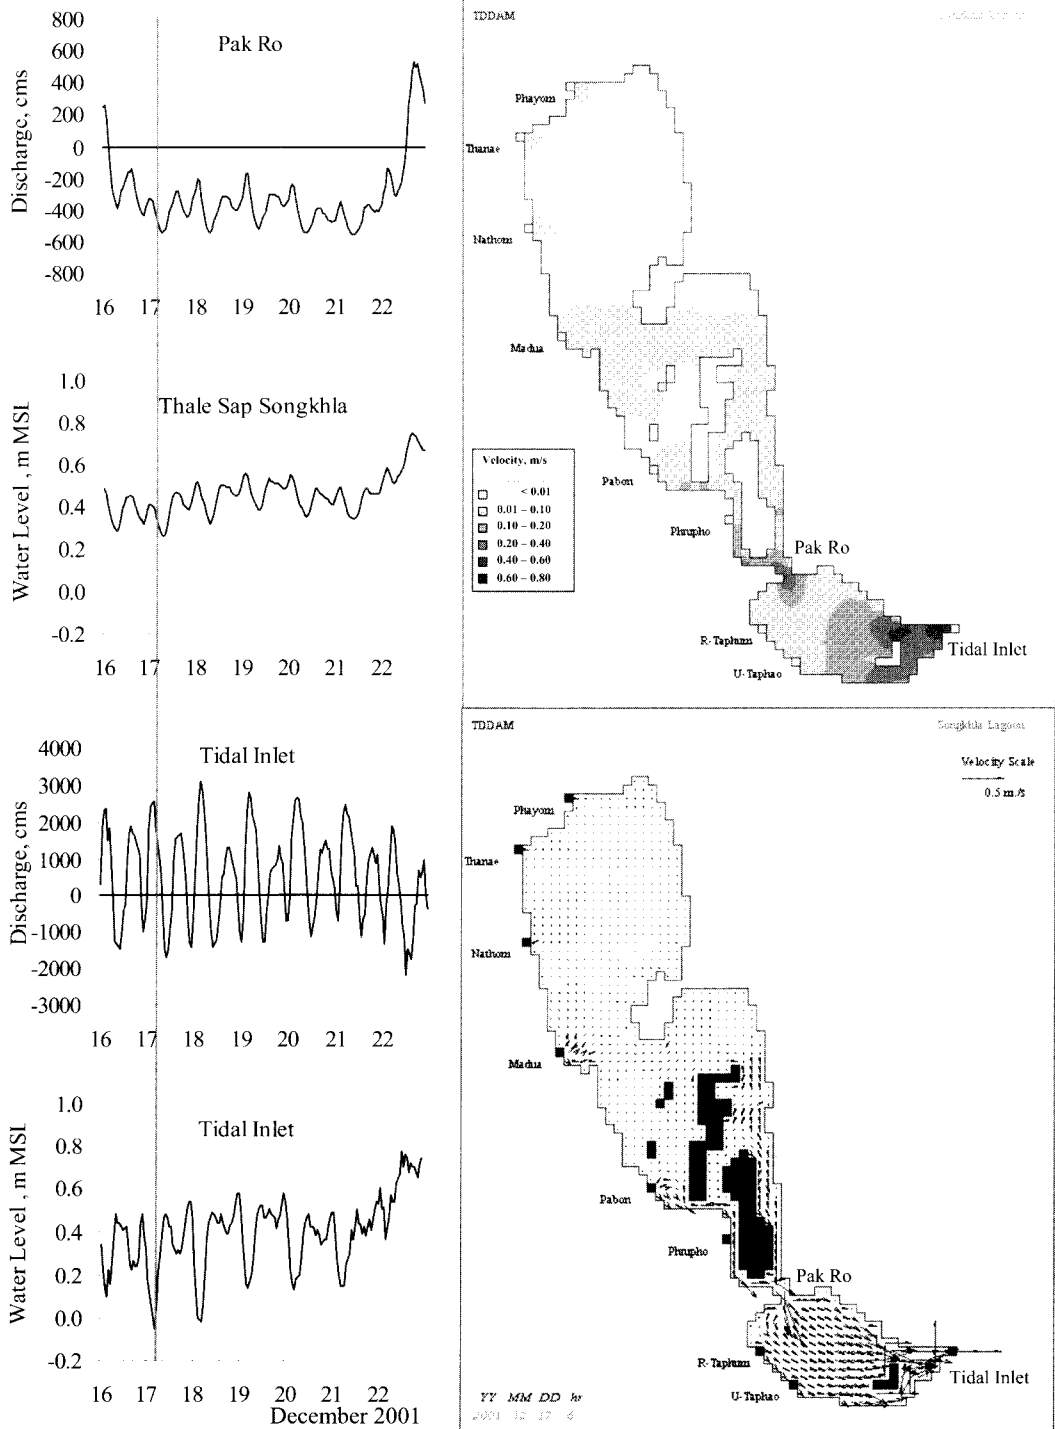 800
Pak Ro
600
400
200
0
-200
-400
-600
-800
Discharge, cms
16 17 18 19 20 21 22
1.0
Thale Sap Songkhla
0.8
0.6
0.4
0.2
0.0
-0.2
Water Level , m MSl
16 17 18 19 20 21 22
4000
Tidal Inlet
3000
2000
1000
0
-1000
-2000
-3000
Discharge, cms
16 17 18 19 20 21 22
1.0
Tidal Inlet
0.8
0.6
0.4
0.2
0.0
-0.2
Water Level , m MSl
16 17 18 19 20 21 22
December 2001
TDDAM
Phayom
Thanae
Nathom
Madua
Pabon
Phrupho
Pak Ro
R-Taphum
U-Taphao
Tidal Inlet
Velocity, m/s
< 0.01
0.01 – 0.10
0.10 – 0.20
0.20 – 0.40
0.40 – 0.60
0.60 – 0.80
TDDAM
Songkhla Lagoon
Velocity Scale
0.5 m/s
Phayom
Thanae
Nathom
Madua
Pabon
Phrupho
Pak Ro
R-Taphum
U-Taphao
Tidal Inlet
YY MM DD hr
2001 12 17 6